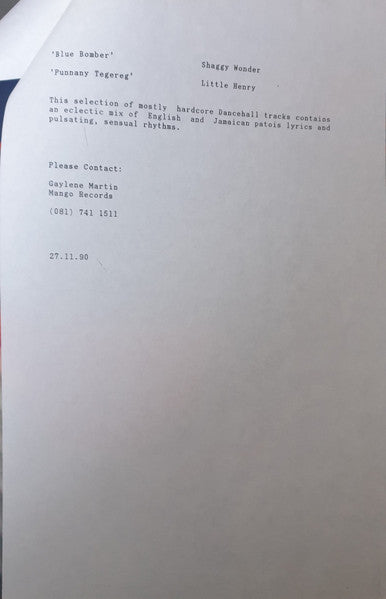 'Blue Bomber' Shaggy Wonder
'Punnany Tegereg' Little Henry
This selection of mostly hardcore Dancehall tracks contains
an eclectic mix of English and Jamaican patois lyrics and
pulsating, sensual rhythms.
Please Contact:
Gaylene Martin
Mango Records
(081) 741 1511
27.11.90